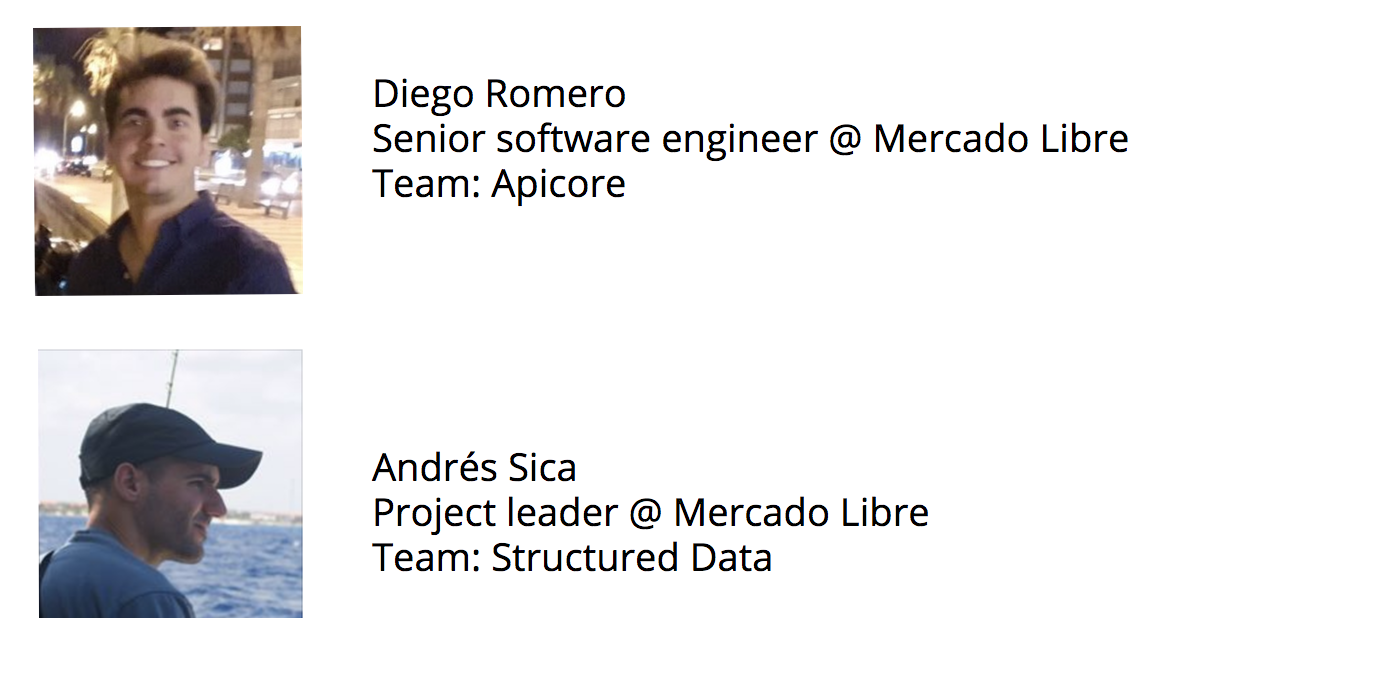 Diego Romero
Senior software engineer @ Mercado Libre
Team: Apicore
Andrés Sica
Project leader @ Mercado Libre
Team: Structured Data